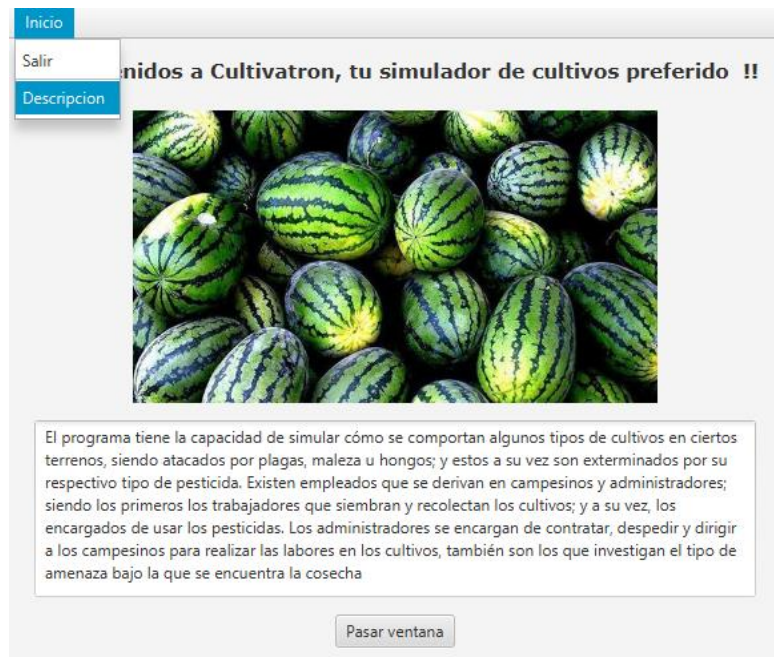 Inicio
Salir
Descripcion
nidos a Cultivatron, tu simulador de cultivos preferido !!
El programa tiene la capacidad de simular cómo se comportan algunos tipos de cultivos en ciertos
terrenos, siendo atacados por plagas, maleza u hongos; y estos a su vez son exterminados por su
respectivo tipo de pesticida. Existen empleados que se derivan en campesinos y administradores;
siendo los primeros los trabajadores que siembran y recolectan los cultivos; y a su vez, los
encargados de usar los pesticidas. Los administradores se encargan de contratar, despedir y dirigir
a los campesinos para realizar las labores en los cultivos, también son los que investigan el tipo de
amenaza bajo la que se encuentra la cosecha
Pasar ventana